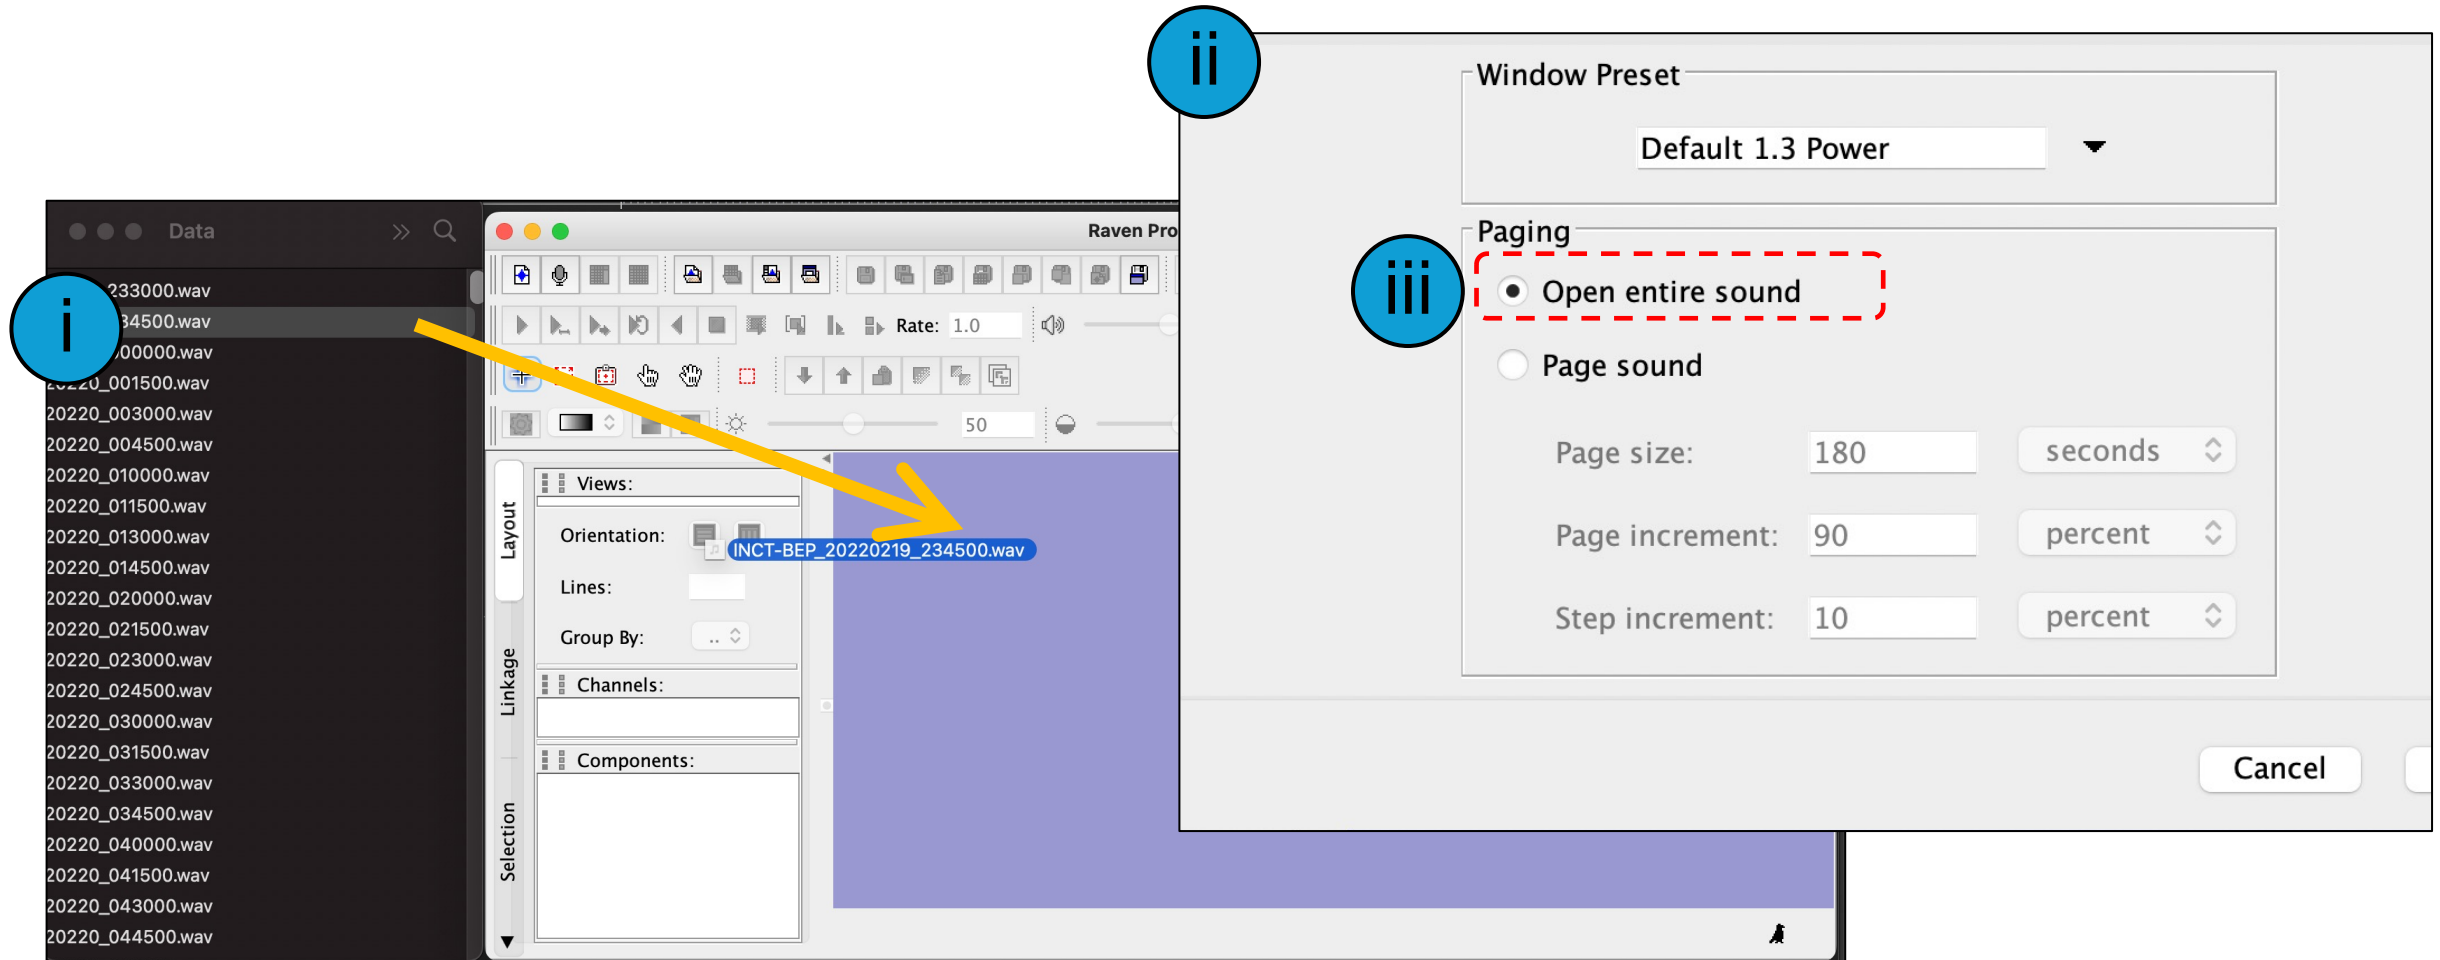 ii
Window Preset
Default 1.3 Power
Paging
iii
Open entire sound
Page sound
Page size: 180 seconds
Page increment: 90 percent
Step increment: 10 percent
Cancel
Data
i
233000.wav
34500.wav
00000.wav
20220_001500.wav
20220_003000.wav
20220_004500.wav
20220_010000.wav
20220_011500.wav
20220_013000.wav
20220_014500.wav
20220_020000.wav
20220_021500.wav
20220_023000.wav
20220_024500.wav
20220_030000.wav
20220_031500.wav
20220_033000.wav
20220_034500.wav
20220_040000.wav
20220_041500.wav
20220_043000.wav
20220_044500.wav
Raven Pro
Rate: 1.0
50
Layout
Linkage
Selection
Views:
Orientation:
INCT-BEP_20220219_234500.wav
Lines:
Group By: ..
Channels:
Components: